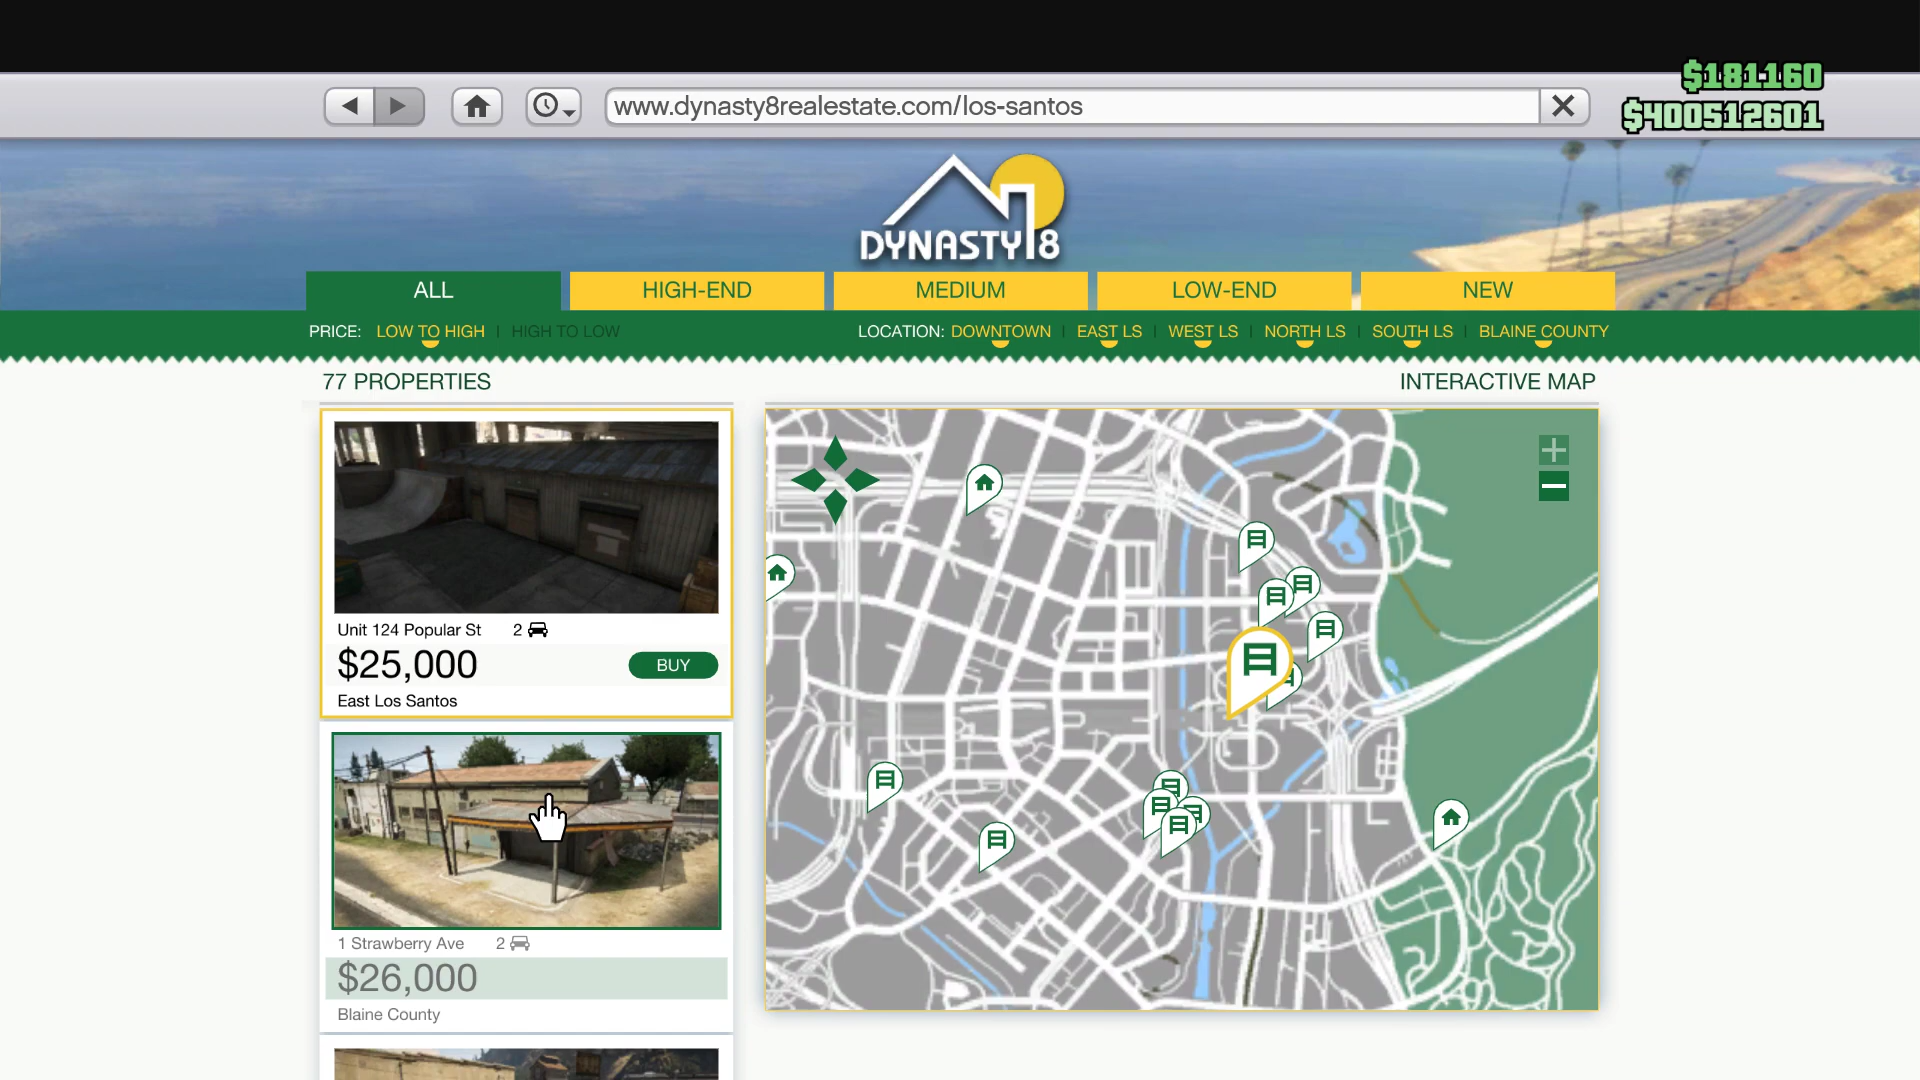 $181160
www.dynasty8realestate.com/los-santos
$400512601
DYNASTY 8
ALL
HIGH-END
MEDIUM
LOW-END
NEW
PRICE: LOW TO HIGH | HIGH TO LOW
LOCATION: DOWNTOWN | EAST LS | WEST LS | NORTH LS | SOUTH LS | BLAINE COUNTY
77 PROPERTIES
INTERACTIVE MAP
Unit 124 Popular St 2
$25,000
BUY
East Los Santos
1 Strawberry Ave 2
$26,000
Blaine County